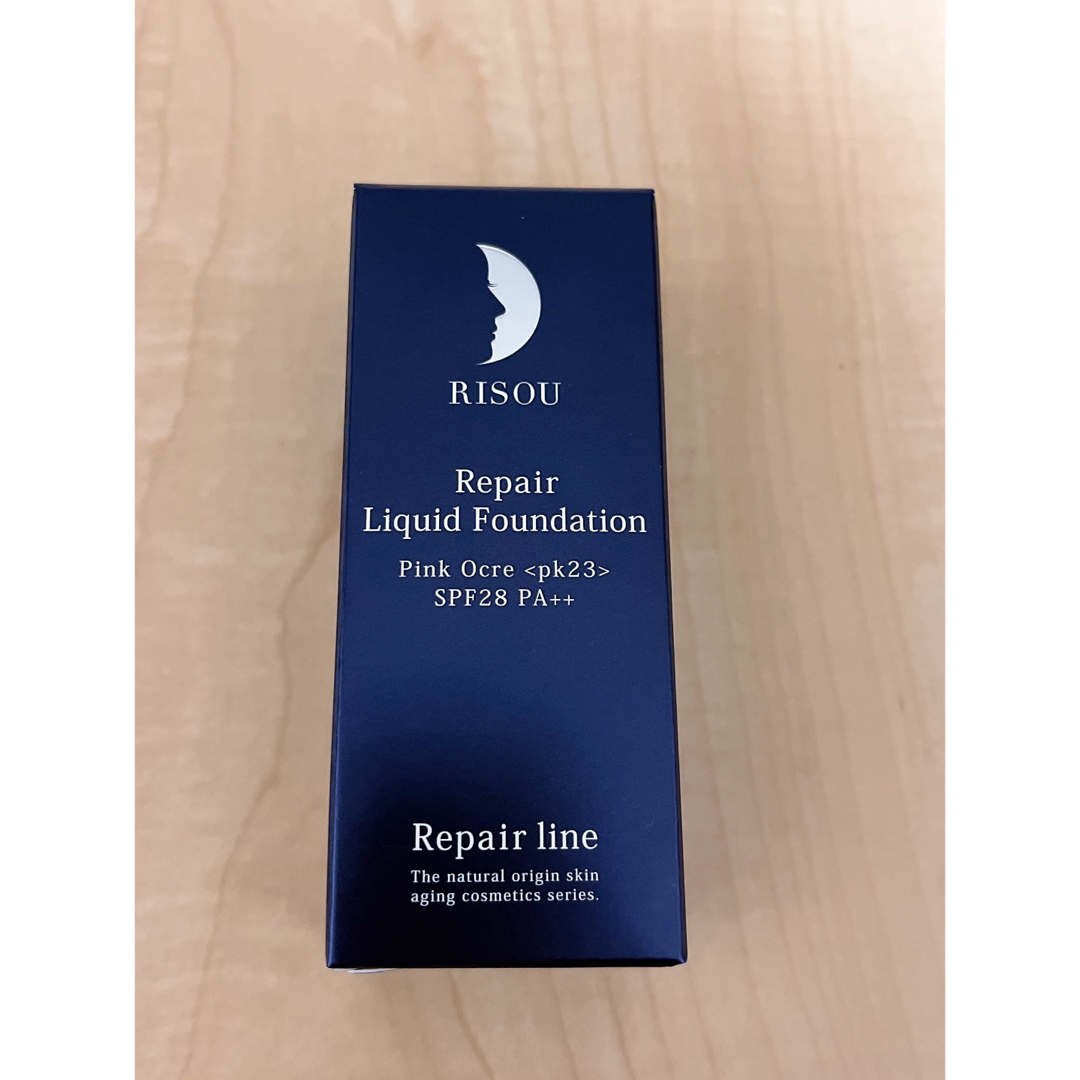 RISOU
Repair
Liquid Foundation
Pink Ocre <pk23>
SPF28 PA++
Repair line
The natural origin skin
aging cosmetics series.